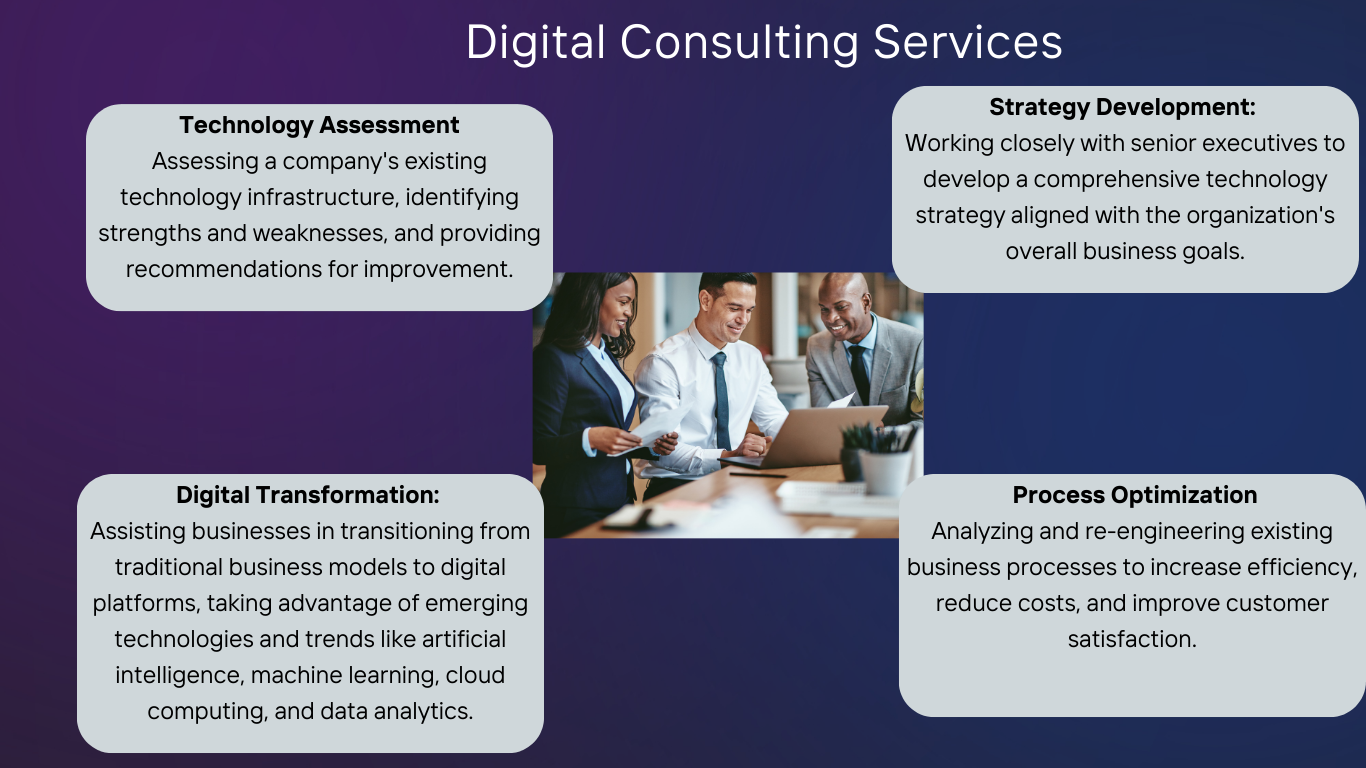 Digital Consulting Services
Technology Assessment
Assessing a company's existing
technology infrastructure, identifying
strengths and weaknesses, and providing
recommendations for improvement.
Strategy Development:
Working closely with senior executives to
develop a comprehensive technology
strategy aligned with the organization's
overall business goals.
Digital Transformation:
Assisting businesses in transitioning from
traditional business models to digital
platforms, taking advantage of emerging
technologies and trends like artificial
intelligence, machine learning, cloud
computing, and data analytics.
Process Optimization
Analyzing and re-engineering existing
business processes to increase efficiency,
reduce costs, and improve customer
satisfaction.